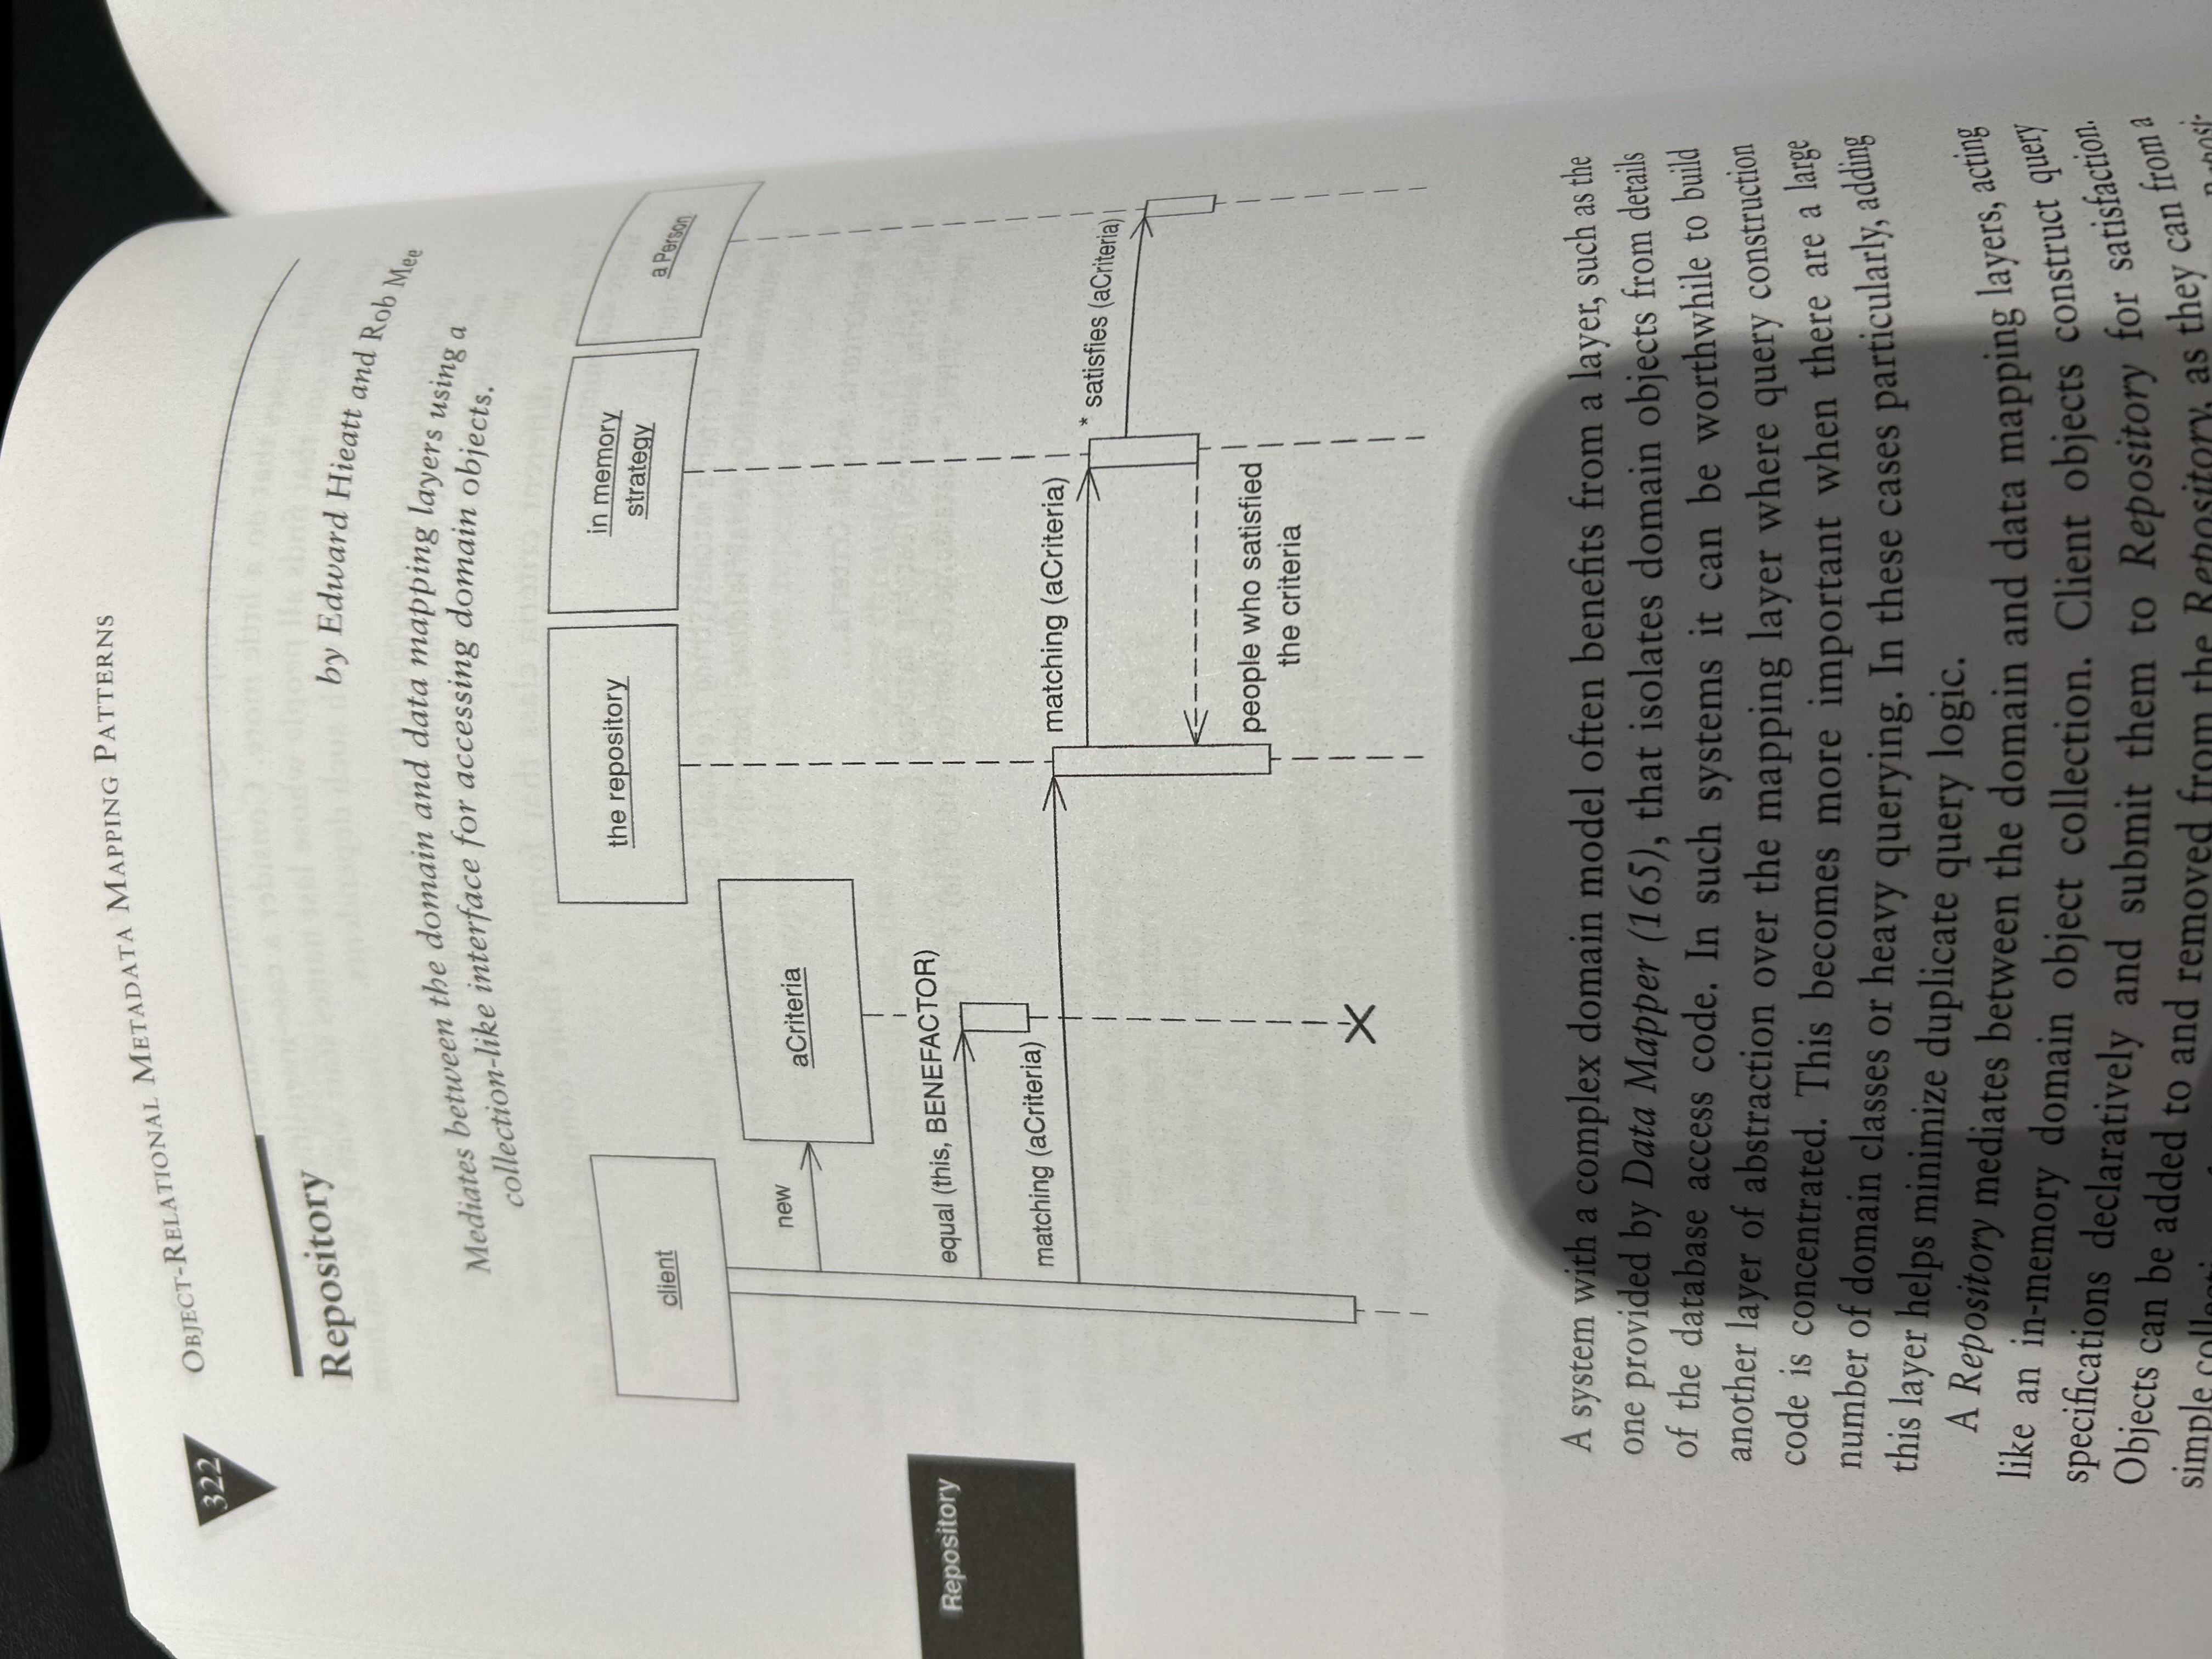 322
OBJECT-RELATIONAL METADATA MAPPING PATTERNS
Repository
by Edward Hieatt and Rob Mee
Mediates between the domain and data mapping layers using a
collection-like interface for accessing domain objects.
client
the repository
in memory
strategy
a Person
new
aCriteria
Repository
equal (this, BENEFACTOR)
matching (aCriteria)
matching (aCriteria)
* satisfies (aCriteria)
people who satisfied
the criteria
A system with a complex domain model often benefits from a layer, such as the
one provided by Data Mapper (165), that isolates domain objects from details
of the database access code. In such systems it can be worthwhile to build
another layer of abstraction over the mapping layer where query construction
code is concentrated. This becomes more important when there are a large
number of domain classes or heavy querying. In these cases particularly, adding
this layer helps minimize duplicate query logic.
A Repository mediates between the domain and data mapping layers, acting
like an in-memory domain object collection. Client objects construct query
specifications declaratively and submit them to Repository for satisfaction.
Objects can be added to and removed from the Repository, as they can from a
simple